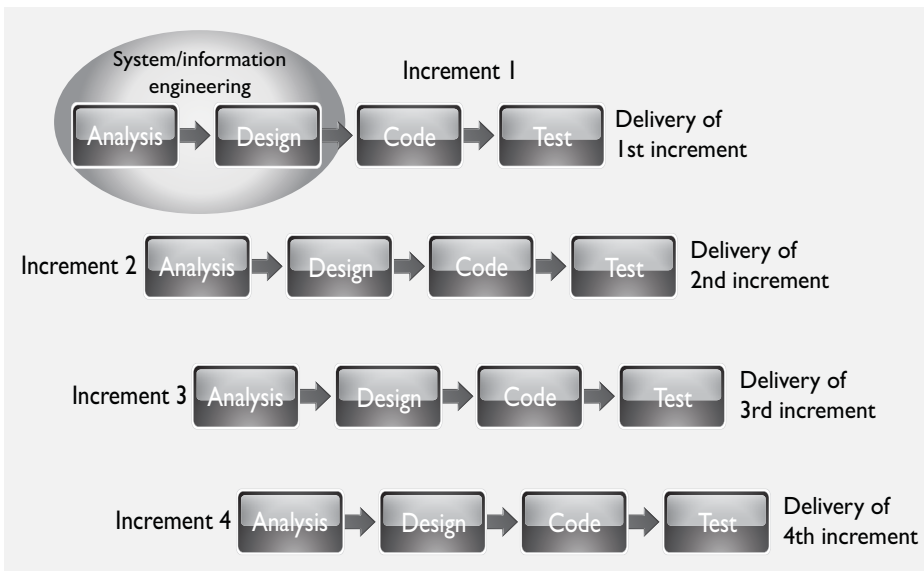 System/information
engineering
Increment 1
Analysis
Design
Code
Test
Delivery of
1st increment
Increment 2
Analysis
Design
Code
Test
Delivery of
2nd increment
Increment 3
Analysis
Design
Code
Test
Delivery of
3rd increment
Increment 4
Analysis
Design
Code
Test
Delivery of
4th increment